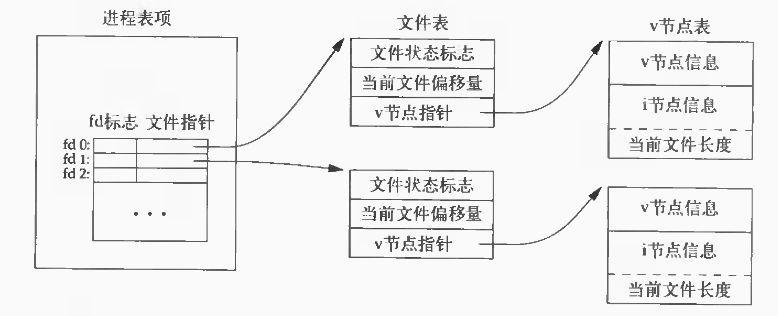 进程表项
fd标志 文件指针
fd 0:
fd 1:
fd 2:
• • •
文件表
文件状态标志
当前文件偏移量
v节点指针
文件状态标志
当前文件偏移量
v节点指针
v节点表
v节点信息
i节点信息
当前文件长度
v节点信息
i节点信息
当前文件长度